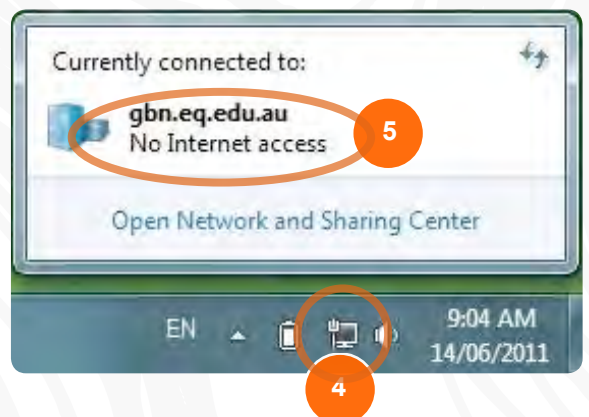 Currently connected to:
gbn.eq.edu.au
No Internet access
5
Open Network and Sharing Center
EN
9:04 AM
14/06/2011
4